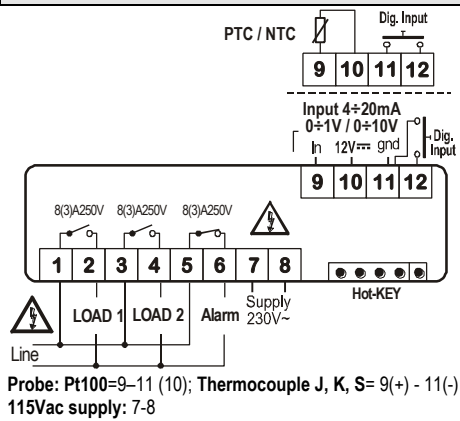 PTC / NTC
Dig. Input
9 10 11 12
Input 4÷20mA
0÷1V / 0÷10V
In 12V gnd
Dig.
Input
9 10 11 12
8(3)A250V 8(3)A250V 8(3)A250V
1 2 3 4 5 6 7 8
Hot-KEY
LOAD 1 LOAD 2 Alarm Supply
230V~
Line
Probe: Pt100=9–11 (10); Thermocouple J, K, S= 9(+) - 11(-)
115Vac supply: 7-8